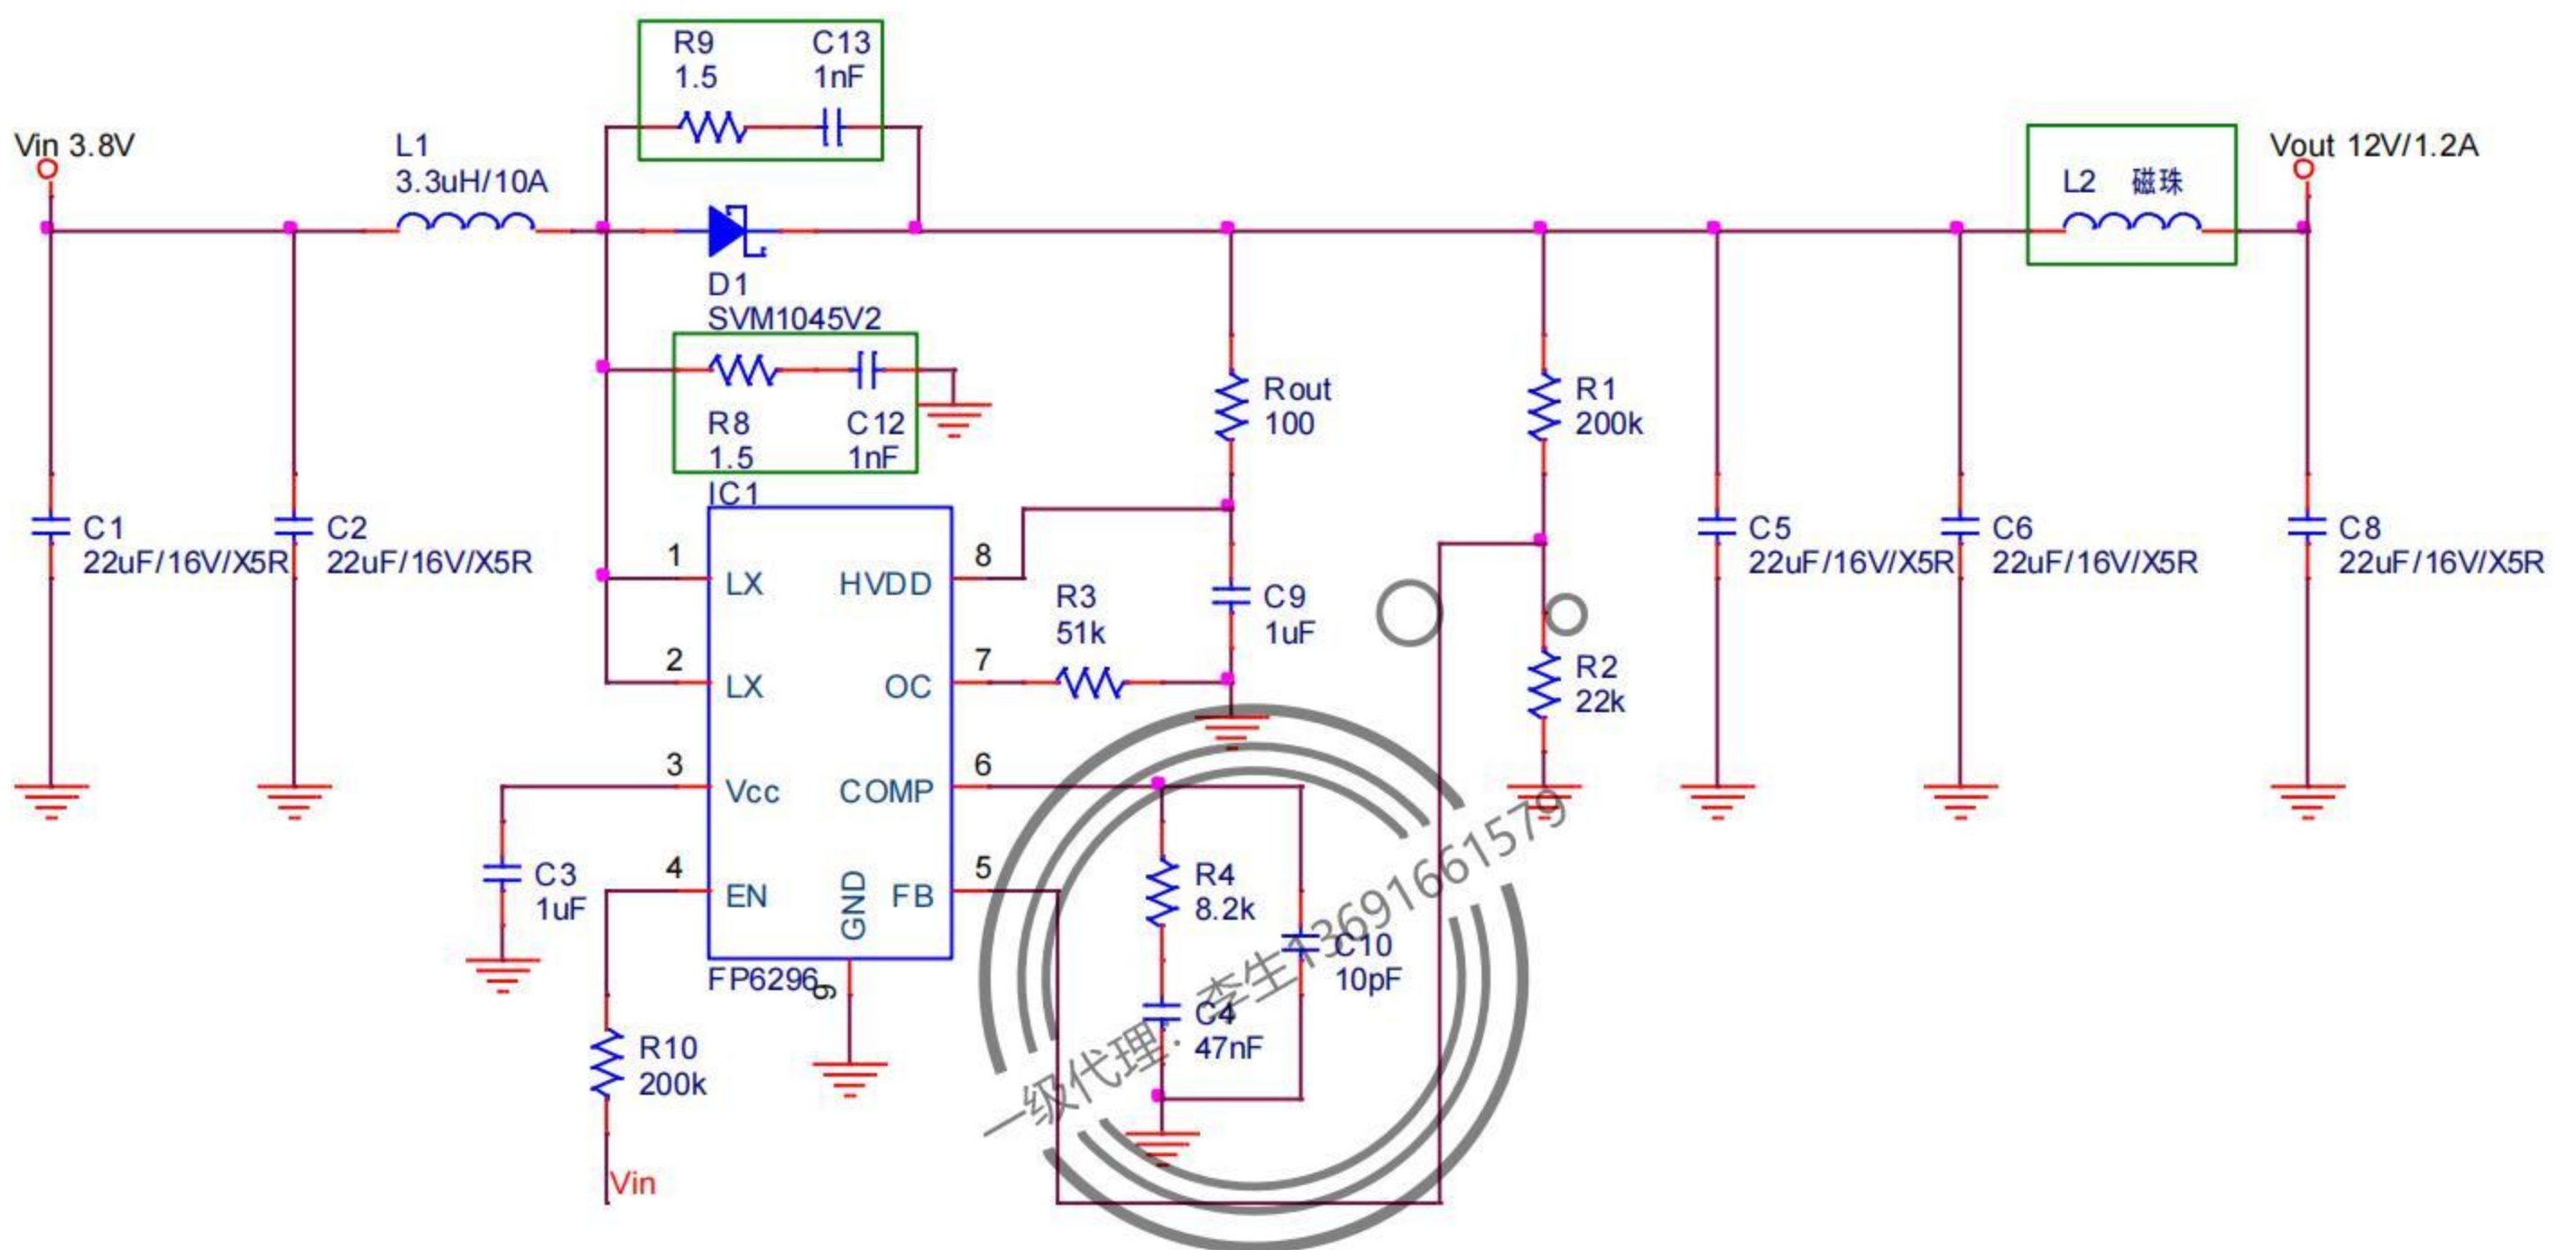 R9
1.5
C13
1nF
Vin 3.8V
L1
3.3uH/10A
L2 磁珠
Vout 12V/1.2A
D1
SVM1045V2
R8
1.5
C12
1nF
Rout
100
R1
200k
IC1
C1
22uF/16V/X5R
C2
22uF/16V/X5R
1
LX
HVDD
8
R3
51k
C9
1uF
C5
22uF/16V/X5R
C6
22uF/16V/X5R
C8
22uF/16V/X5R
2
LX
OC
7
R2
22k
3
Vcc
COMP
6
C3
1uF
4
EN
GND
FB
5
R4
8.2k
C10
10pF
FP6296
9
C4
47nF
R10
200k
Vin
一级代理：李生13691661579